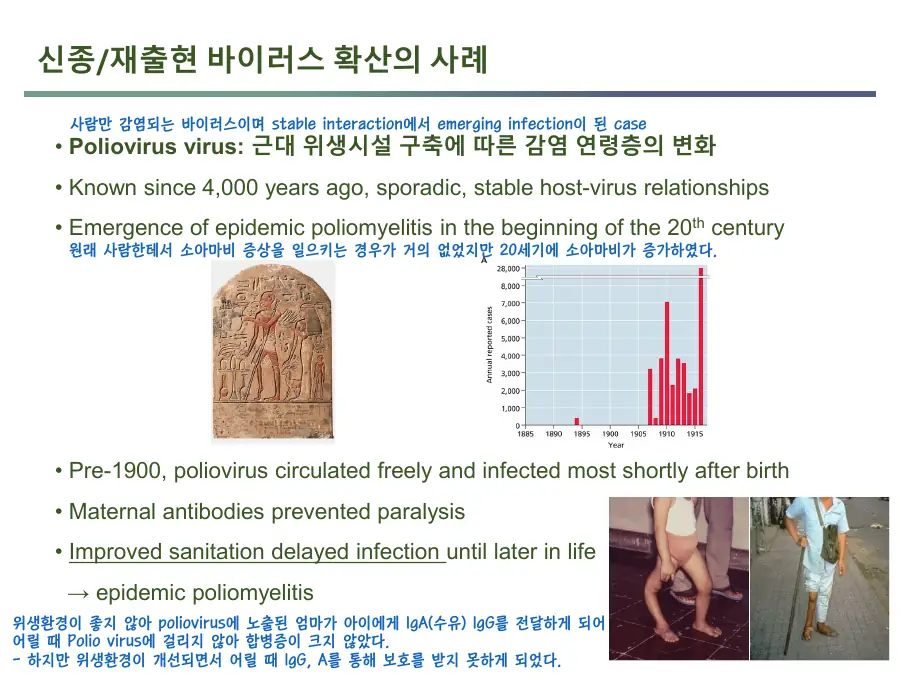 신종/재출현 바이러스 확산의 사례
사람만 감염되는 바이러스이며 stable interaction에서 emerging infection이 된 case
• Poliovirus virus: 근대 위생시설 구축에 따른 감염 연령층의 변화
• Known since 4,000 years ago, sporadic, stable host-virus relationships
• Emergence of epidemic poliomyelitis in the beginning of the 20th century
원래 사람한테서 소아마비 증상을 일으키는 경우가 거의 없었지만 20세기에 소아마비가 증가하였다.
A
28,000
8,000
7,000
6,000
5,000
4,000
3,000
2,000
1,000
0
Annual reported cases
1885 1890 1895 1900 1905 1910 1915
Year
• Pre-1900, poliovirus circulated freely and infected most shortly after birth
• Maternal antibodies prevented paralysis
• Improved sanitation delayed infection until later in life
→ epidemic poliomyelitis
위생환경이 좋지 않아 poliovirus에 노출된 엄마가 아이에게 IgA(수유) IgG를 전달하게 되어
어릴 때 Polio virus에 걸리지 않아 합병증이 크지 않았다.
- 하지만 위생환경이 개선되면서 어릴 때 IgG, A를 통해 보호를 받지 못하게 되었다.